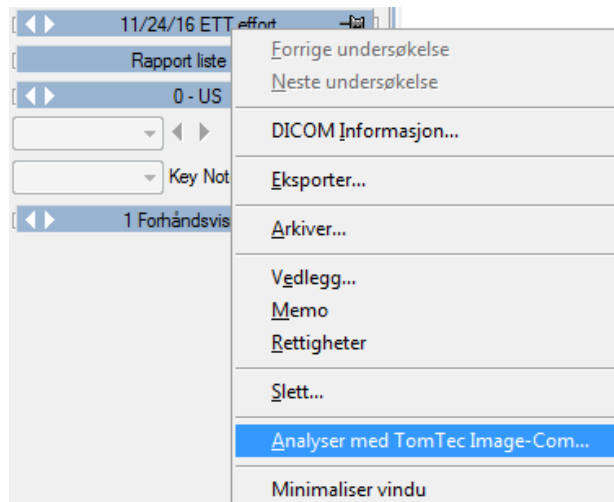 11/24/16 ETT effort
Rapport liste
0 - US
Key Not
1 Forhåndsvis
Forrige undersøkelse
Neste undersøkelse
DICOM Informasjon...
Eksporter...
Arkiver...
Vedlegg...
Memo
Rettigheter
Slett...
Analyser med TomTec Image-Com...
Minimaliser vindu